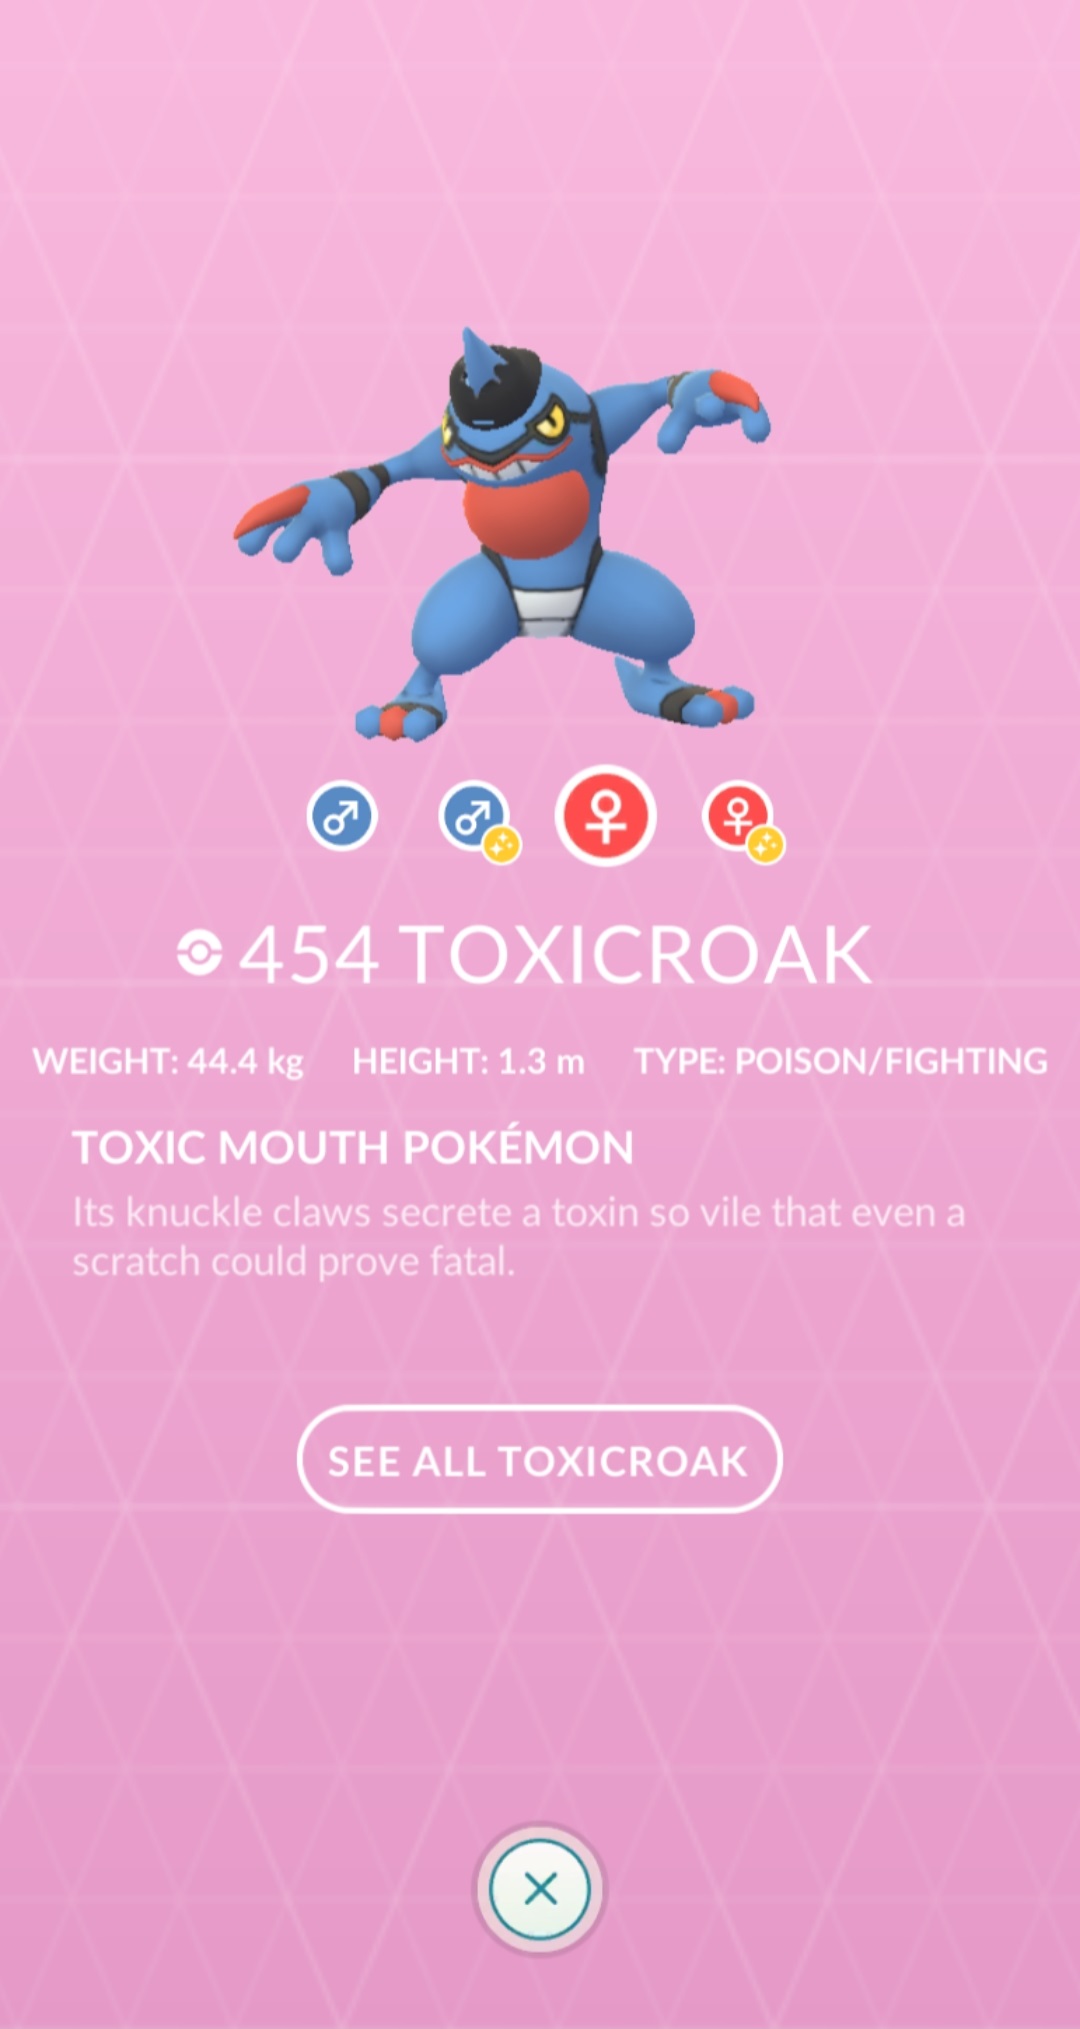 454 TOXICROAK
WEIGHT: 44.4 kg HEIGHT: 1.3 m TYPE: POISON/FIGHTING
TOXIC MOUTH POKÉMON
Its knuckle claws secrete a toxin so vile that even a
scratch could prove fatal.
SEE ALL TOXICROAK